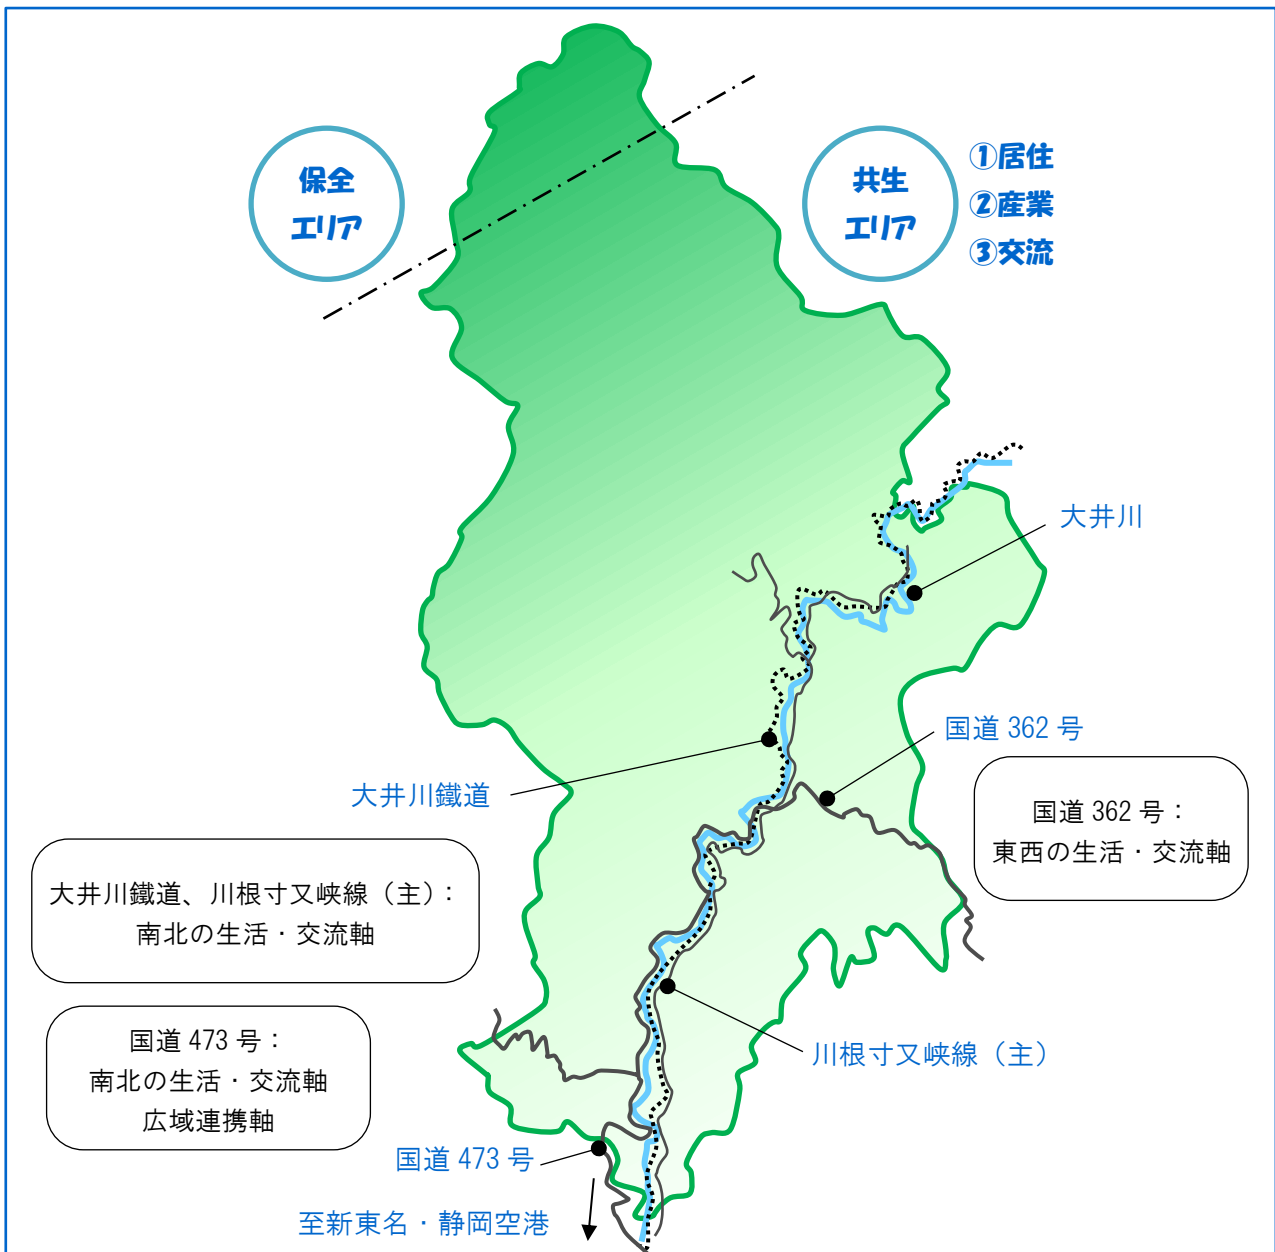 保全
エリア
共生
エリア
①居住
②産業
③交流
大井川
国道 362 号
大井川鐵道
国道 362 号：
東西の生活・交流軸
大井川鐵道、川根寸又峡線（主）：
南北の生活・交流軸
国道 473 号：
南北の生活・交流軸
広域連携軸
川根寸又峡線（主）
国道 473 号
至新東名・静岡空港